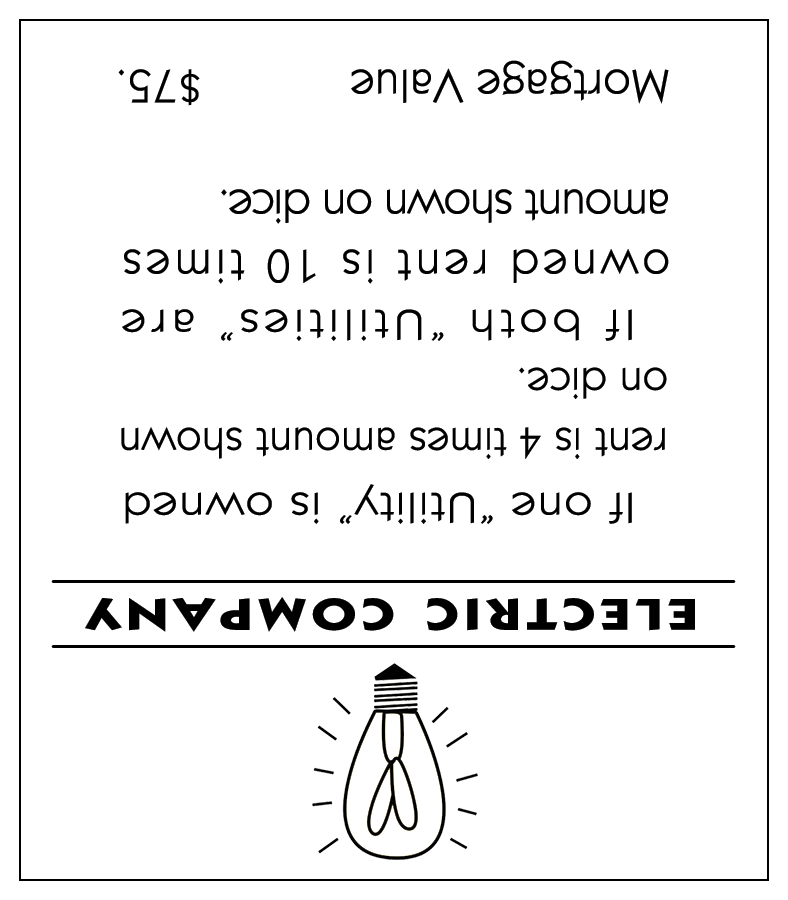 ELECTRIC COMPANY
If one “Utility” is owned
rent is 4 times amount shown
on dice.
If both “Utilities” are
owned rent is 10 times
amount shown on dice.
Mortgage Value $75.